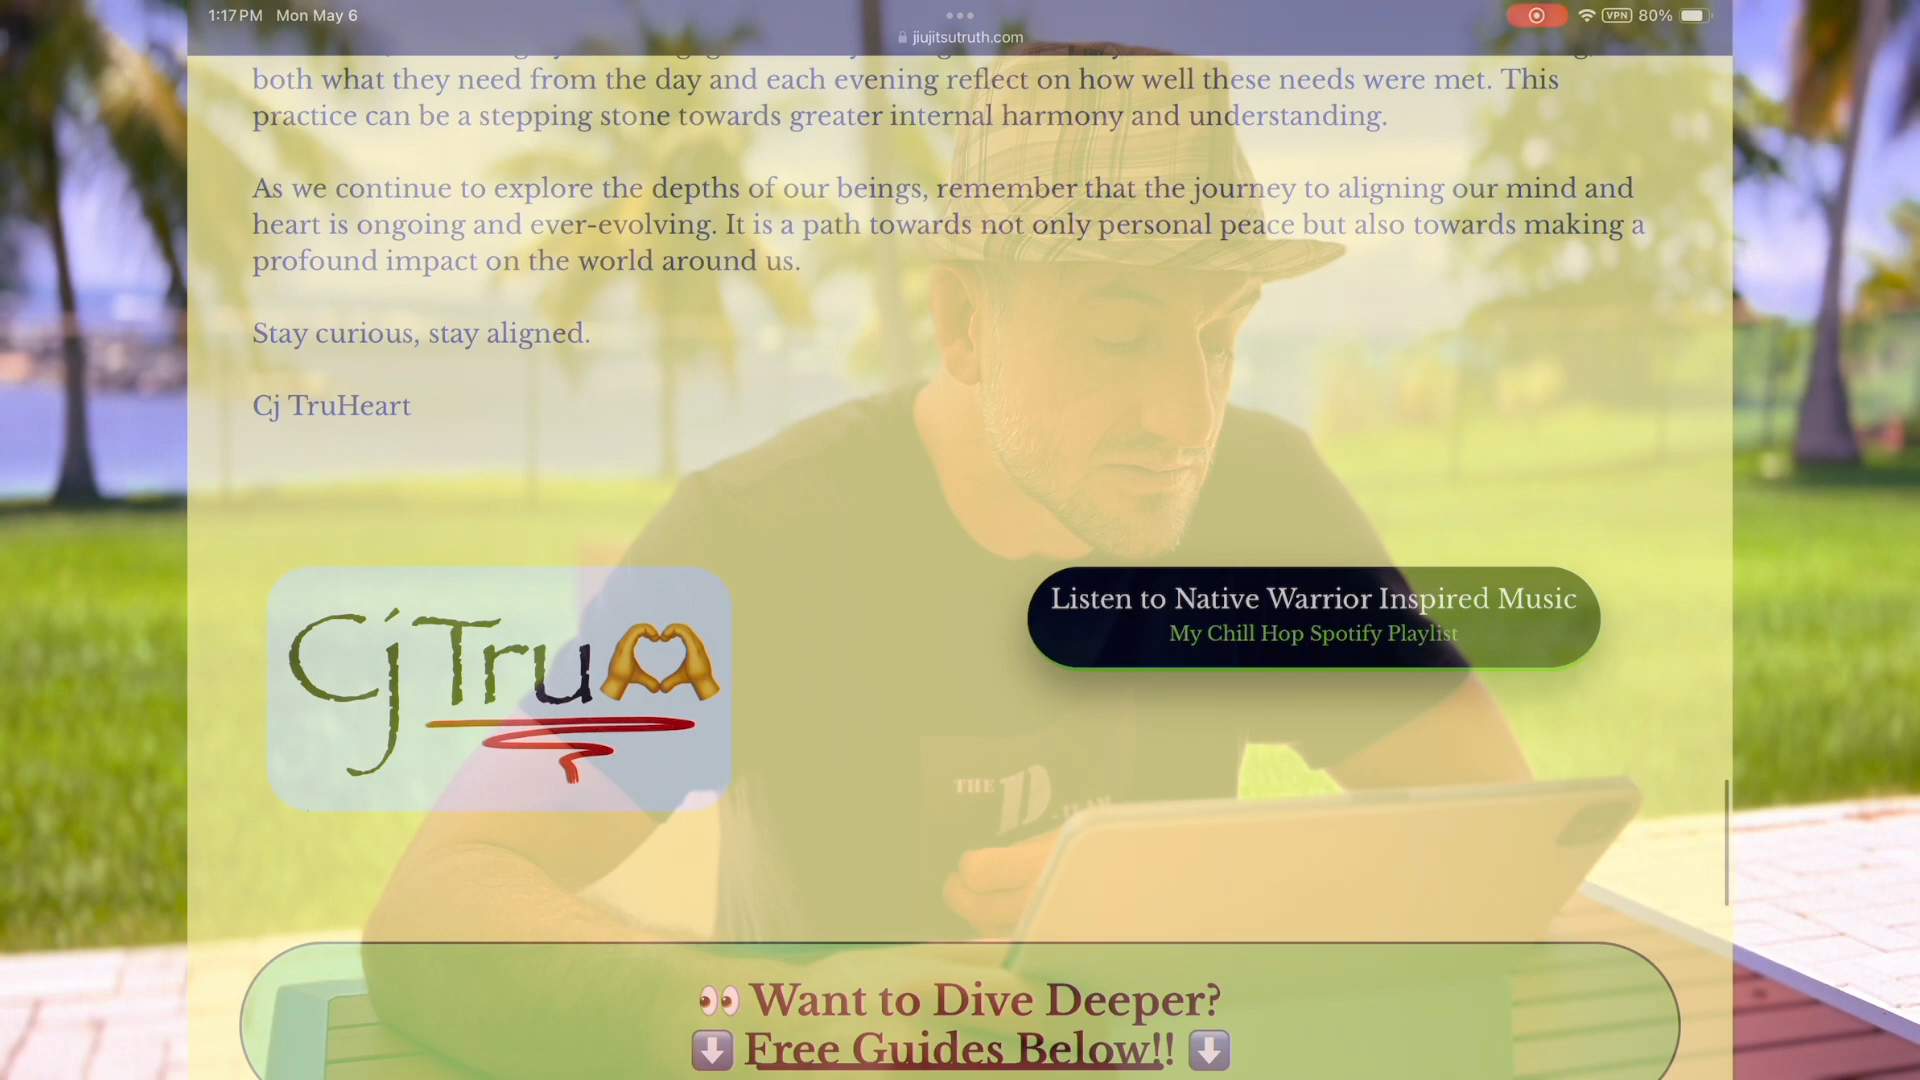 1:17 PM Mon May 6
VPN 80%
jiujitsutruth.com
both what they need from the day and each evening reflect on how well these needs were met. This
practice can be a stepping stone towards greater internal harmony and understanding.
As we continue to explore the depths of our beings, remember that the journey to aligning our mind and
heart is ongoing and ever-evolving. It is a path towards not only personal peace but also towards making a
profound impact on the world around us.
Stay curious, stay aligned.
Cj TruHeart
Cj Tru
Listen to Native Warrior Inspired Music
My Chill Hop Spotify Playlist
THE D
TEAM
👀 Want to Dive Deeper?
⬇️ Free Guides Below!! ⬇️